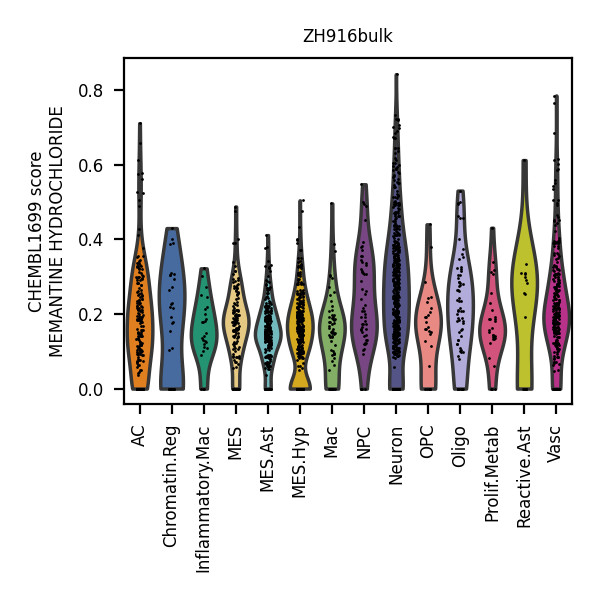 ZH916bulk
CHEMBL1699 score
MEMANTINE HYDROCHLORIDE
0.8
0.6
0.4
0.2
0.0
AC
Chromatin.Reg
Inflammatory.Mac
MES
MES.Ast
MES.Hyp
Mac
NPC
Neuron
OPC
Oligo
Prolif.Metab
Reactive.Ast
Vasc